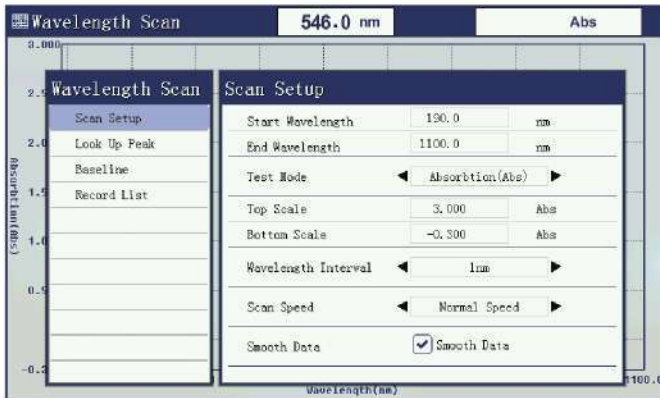 Wavelength Scan 546.0 nm Abs
3.000
Wavelength Scan
Scan Setup
Look Up Peak
Baseline
Record List
Scan Setup
Start Wavelength 190.0 nm
End Wavelength 1100.0 nm
Test Mode Absorbtion(Abs)
Top Scale 3.000 Abs
Bottom Scale -0.300 Abs
Wavelength Interval 1nm
Scan Speed Normal Speed
Smooth Data Smooth Data
Absorbtion(Abs)
Wavelength(nm)